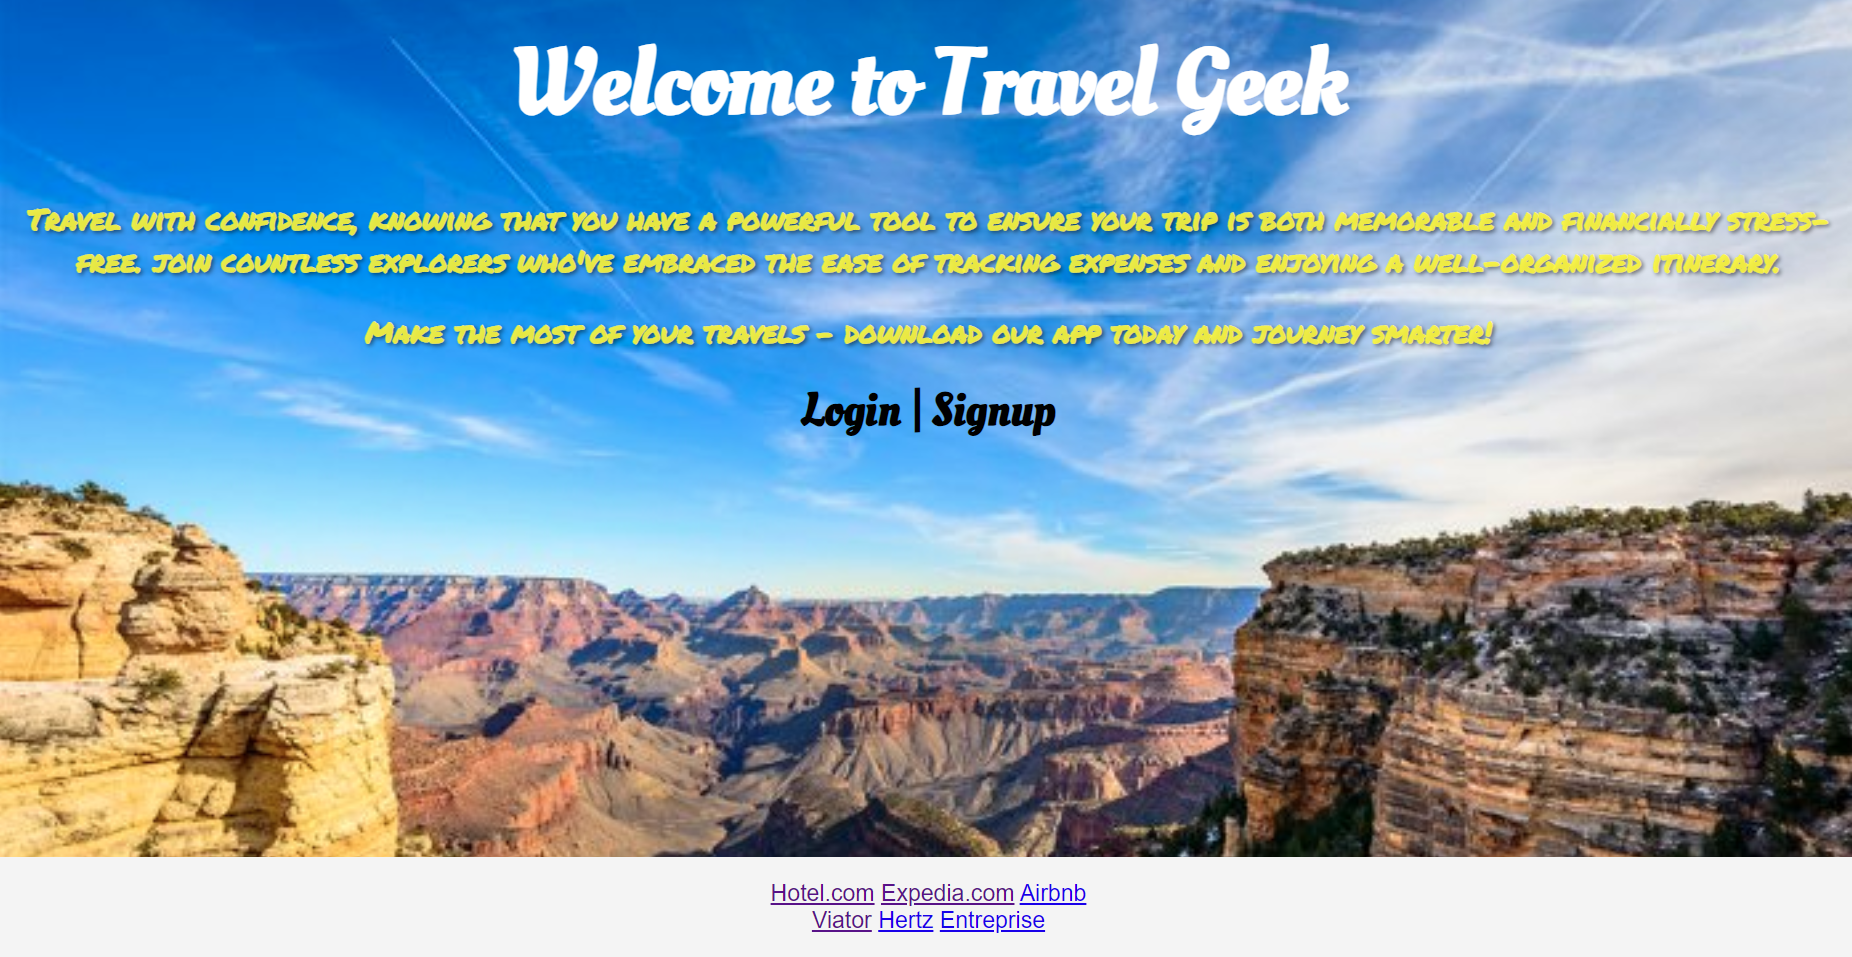 Welcome to Travel Geek
Travel with confidence, knowing that you have a powerful tool to ensure your trip is both memorable and financially stress-
free. join countless explorers who've embraced the ease of tracking expenses and enjoying a well-organized itinerary.
Make the most of your travels - download our app today and journey smarter!
Login | Signup
Hotel.com Expedia.com Airbnb
Viator Hertz Entreprise